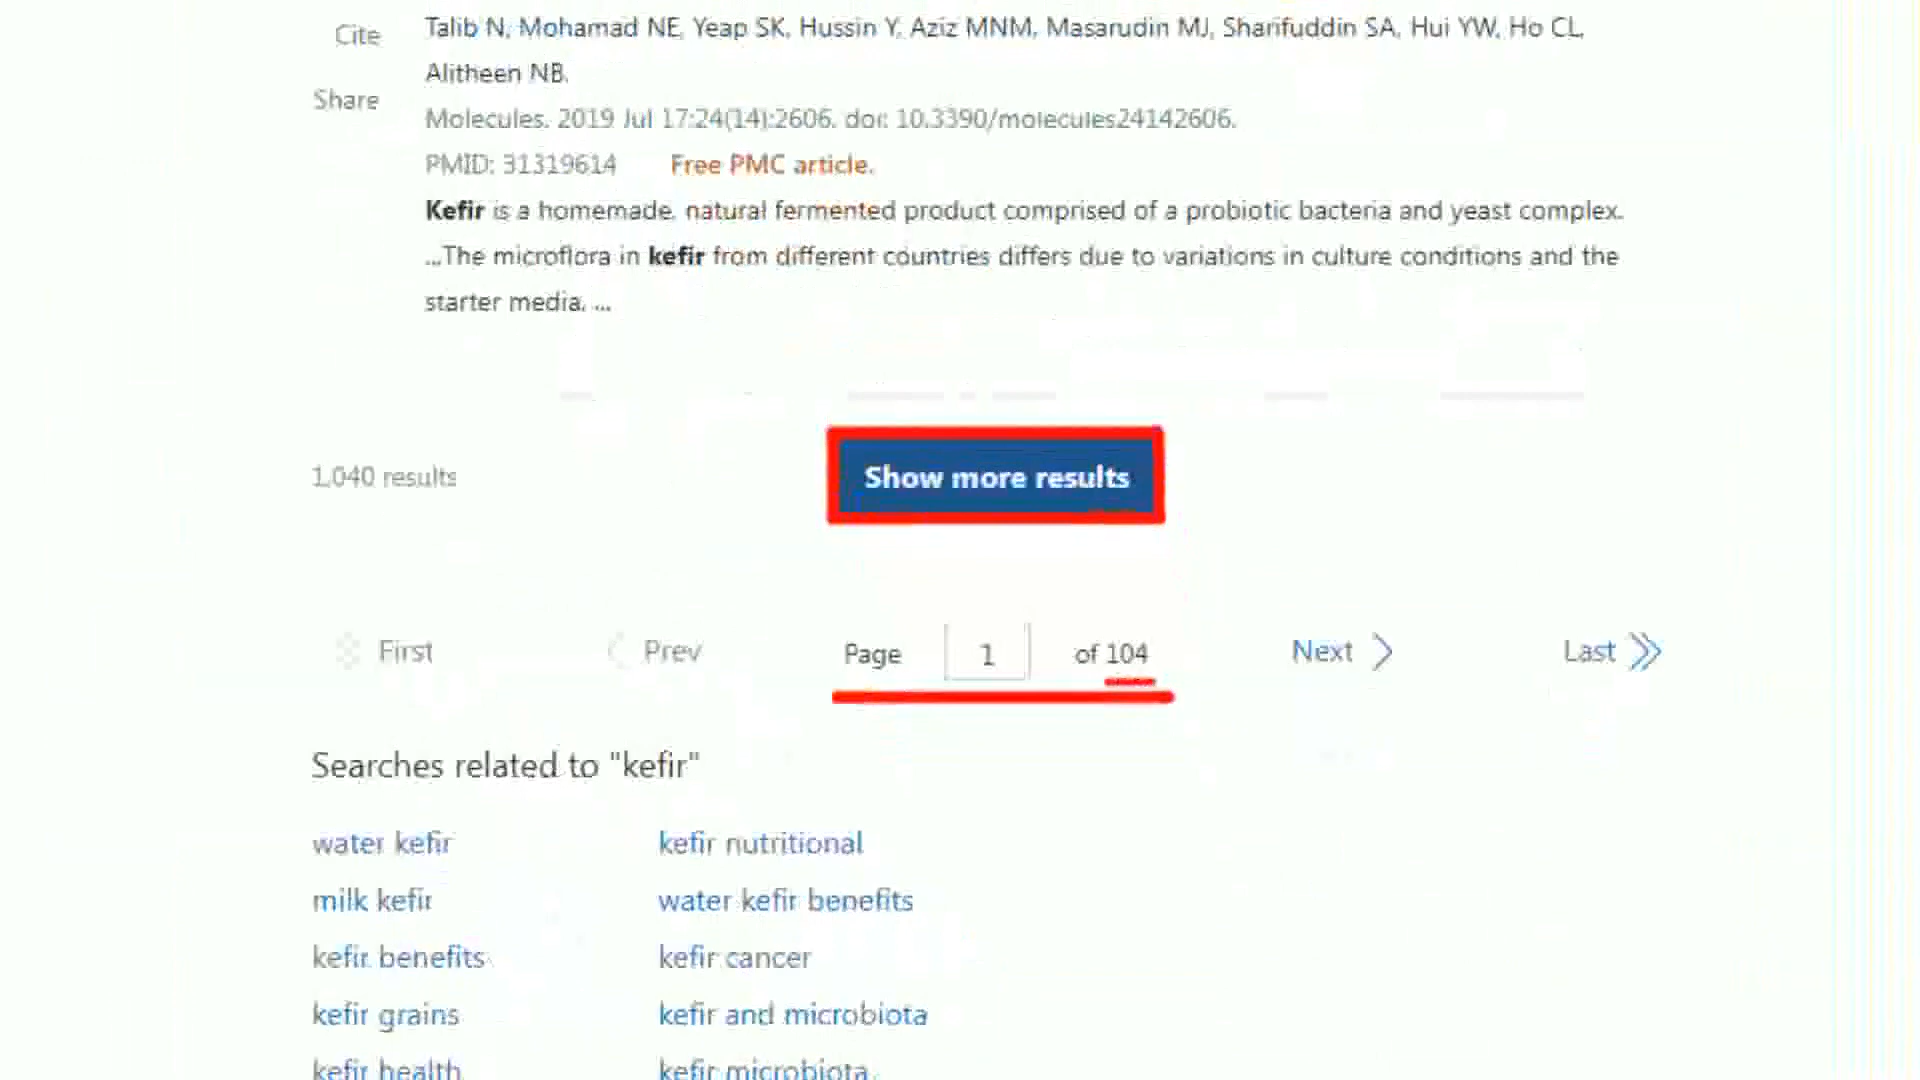 Cite
Talib N, Mohamad NE, Yeap SK, Hussin Y, Aziz MNM, Masarudin MJ, Sharifuddin SA, Hui YW, Ho CL,
Alitheen NB.
Share
Molecules. 2019 Jul 17;24(14):2606. doi: 10.3390/molecules24142606.
PMID: 31319614 Free PMC article.
Kefir is a homemade, natural fermented product comprised of a probiotic bacteria and yeast complex.
...The microflora in kefir from different countries differs due to variations in culture conditions and the
starter media. ...
1,040 results
Show more results
First Prev Page 1 of 104 Next Last
Searches related to "kefir"
water kefir kefir nutritional
milk kefir water kefir benefits
kefir benefits kefir cancer
kefir grains kefir and microbiota
kefir health kefir microbiota